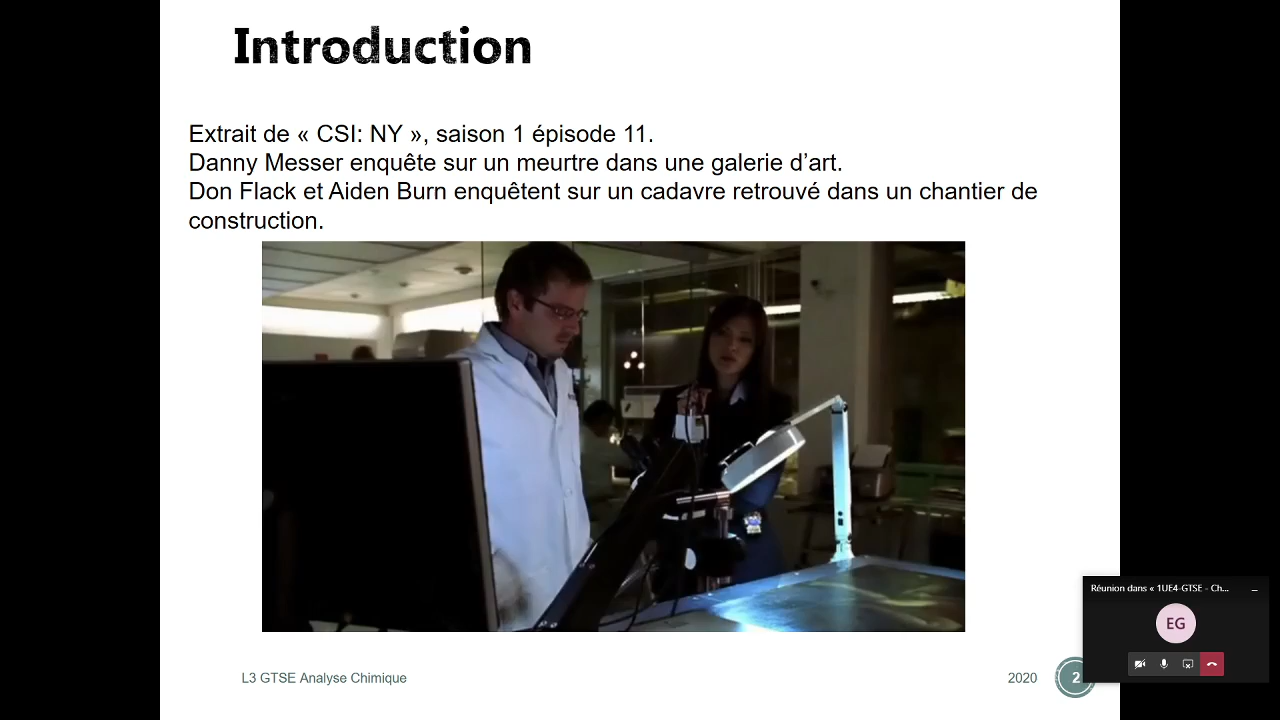 Introduction
Extrait de « CSI: NY », saison 1 épisode 11.
Danny Messer enquête sur un meurtre dans une galerie d’art.
Don Flack et Aiden Burn enquêtent sur un cadavre retrouvé dans un chantier de
construction.
Réunion dans « 1UE4-GTSE - Ch...
EG
L3 GTSE Analyse Chimique
2020
2